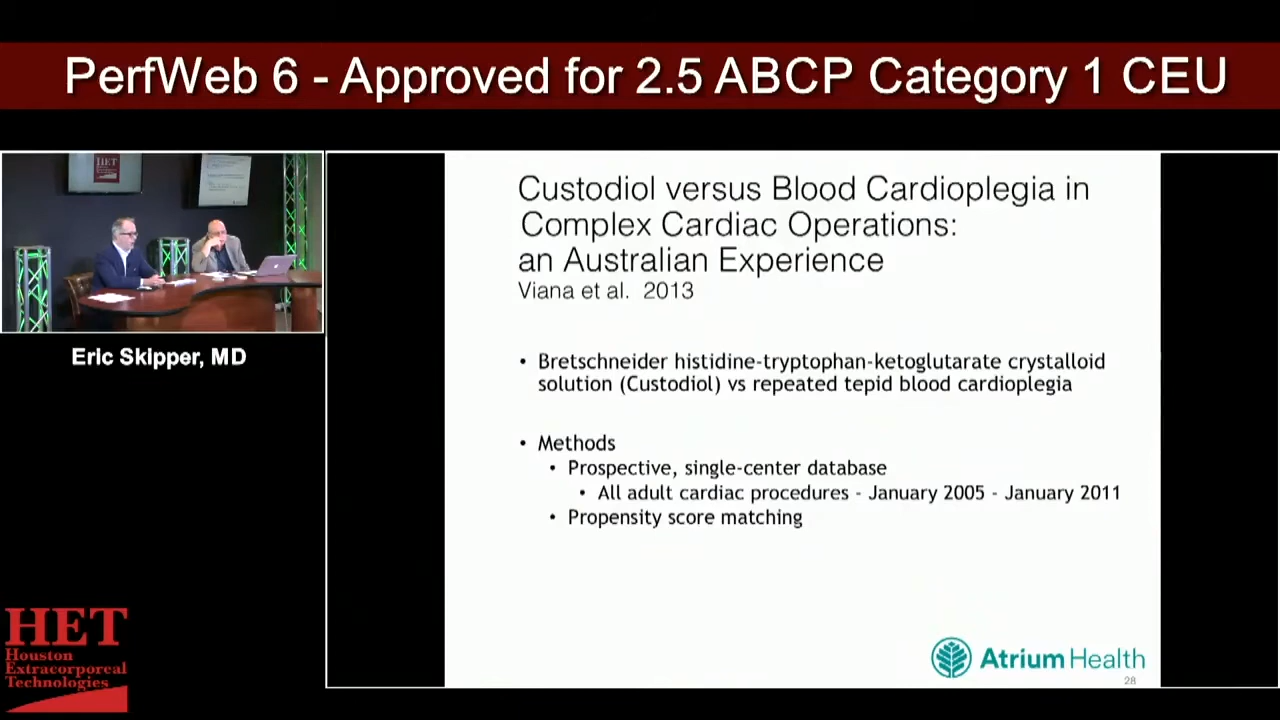 PerfWeb 6 - Approved for 2.5 ABCP Category 1 CEU
HET
Eric Skipper, MD
Custodiol versus Blood Cardioplegia in
Complex Cardiac Operations:
an Australian Experience
Viana et al. 2013
• Bretschneider histidine-tryptophan-ketoglutarate crystalloid
solution (Custodiol) vs repeated tepid blood cardioplegia
• Methods
• Prospective, single-center database
• All adult cardiac procedures - January 2005 - January 2011
• Propensity score matching
Atrium Health
28
HET
Houston
Extracorporeal
Technologies